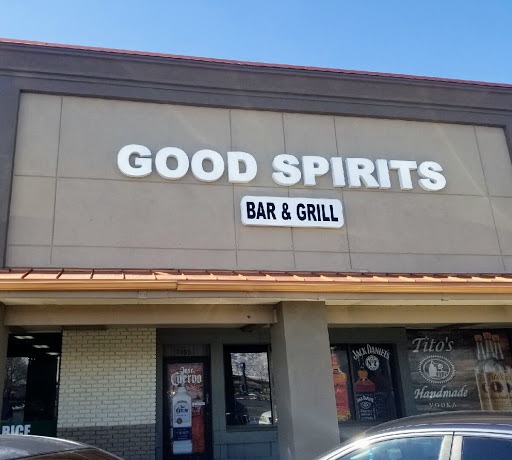 GOOD SPIRITS
BAR & GRILL
Jose
Cuervo
JACK DANIEL'S
Tito's
Handmade
VODKA
RICE